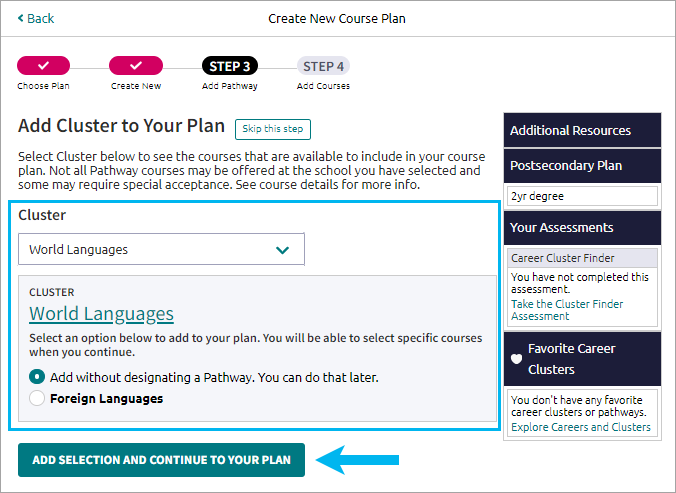 Back
Create New Course Plan
STEP 3
STEP 4
Choose Plan
Create New
Add Pathway
Add Courses
Add Cluster to Your Plan
Skip this step
Select Cluster below to see the courses that are available to include in your course
plan. Not all Pathway courses may be offered at the school you have selected and
some may require special acceptance. See course details for more info.
Cluster
World Languages
CLUSTER
World Languages
Select an option below to add to your plan. You will be able to select specific courses
when you continue.
Add without designating a Pathway. You can do that later.
Foreign Languages
ADD SELECTION AND CONTINUE TO YOUR PLAN
Additional Resources
Postsecondary Plan
2yr degree
Your Assessments
Career Cluster Finder
You have not completed this
assessment.
Take the Cluster Finder
Assessment
Favorite Career
Clusters
You don't have any favorite
career clusters or pathways.
Explore Careers and Clusters